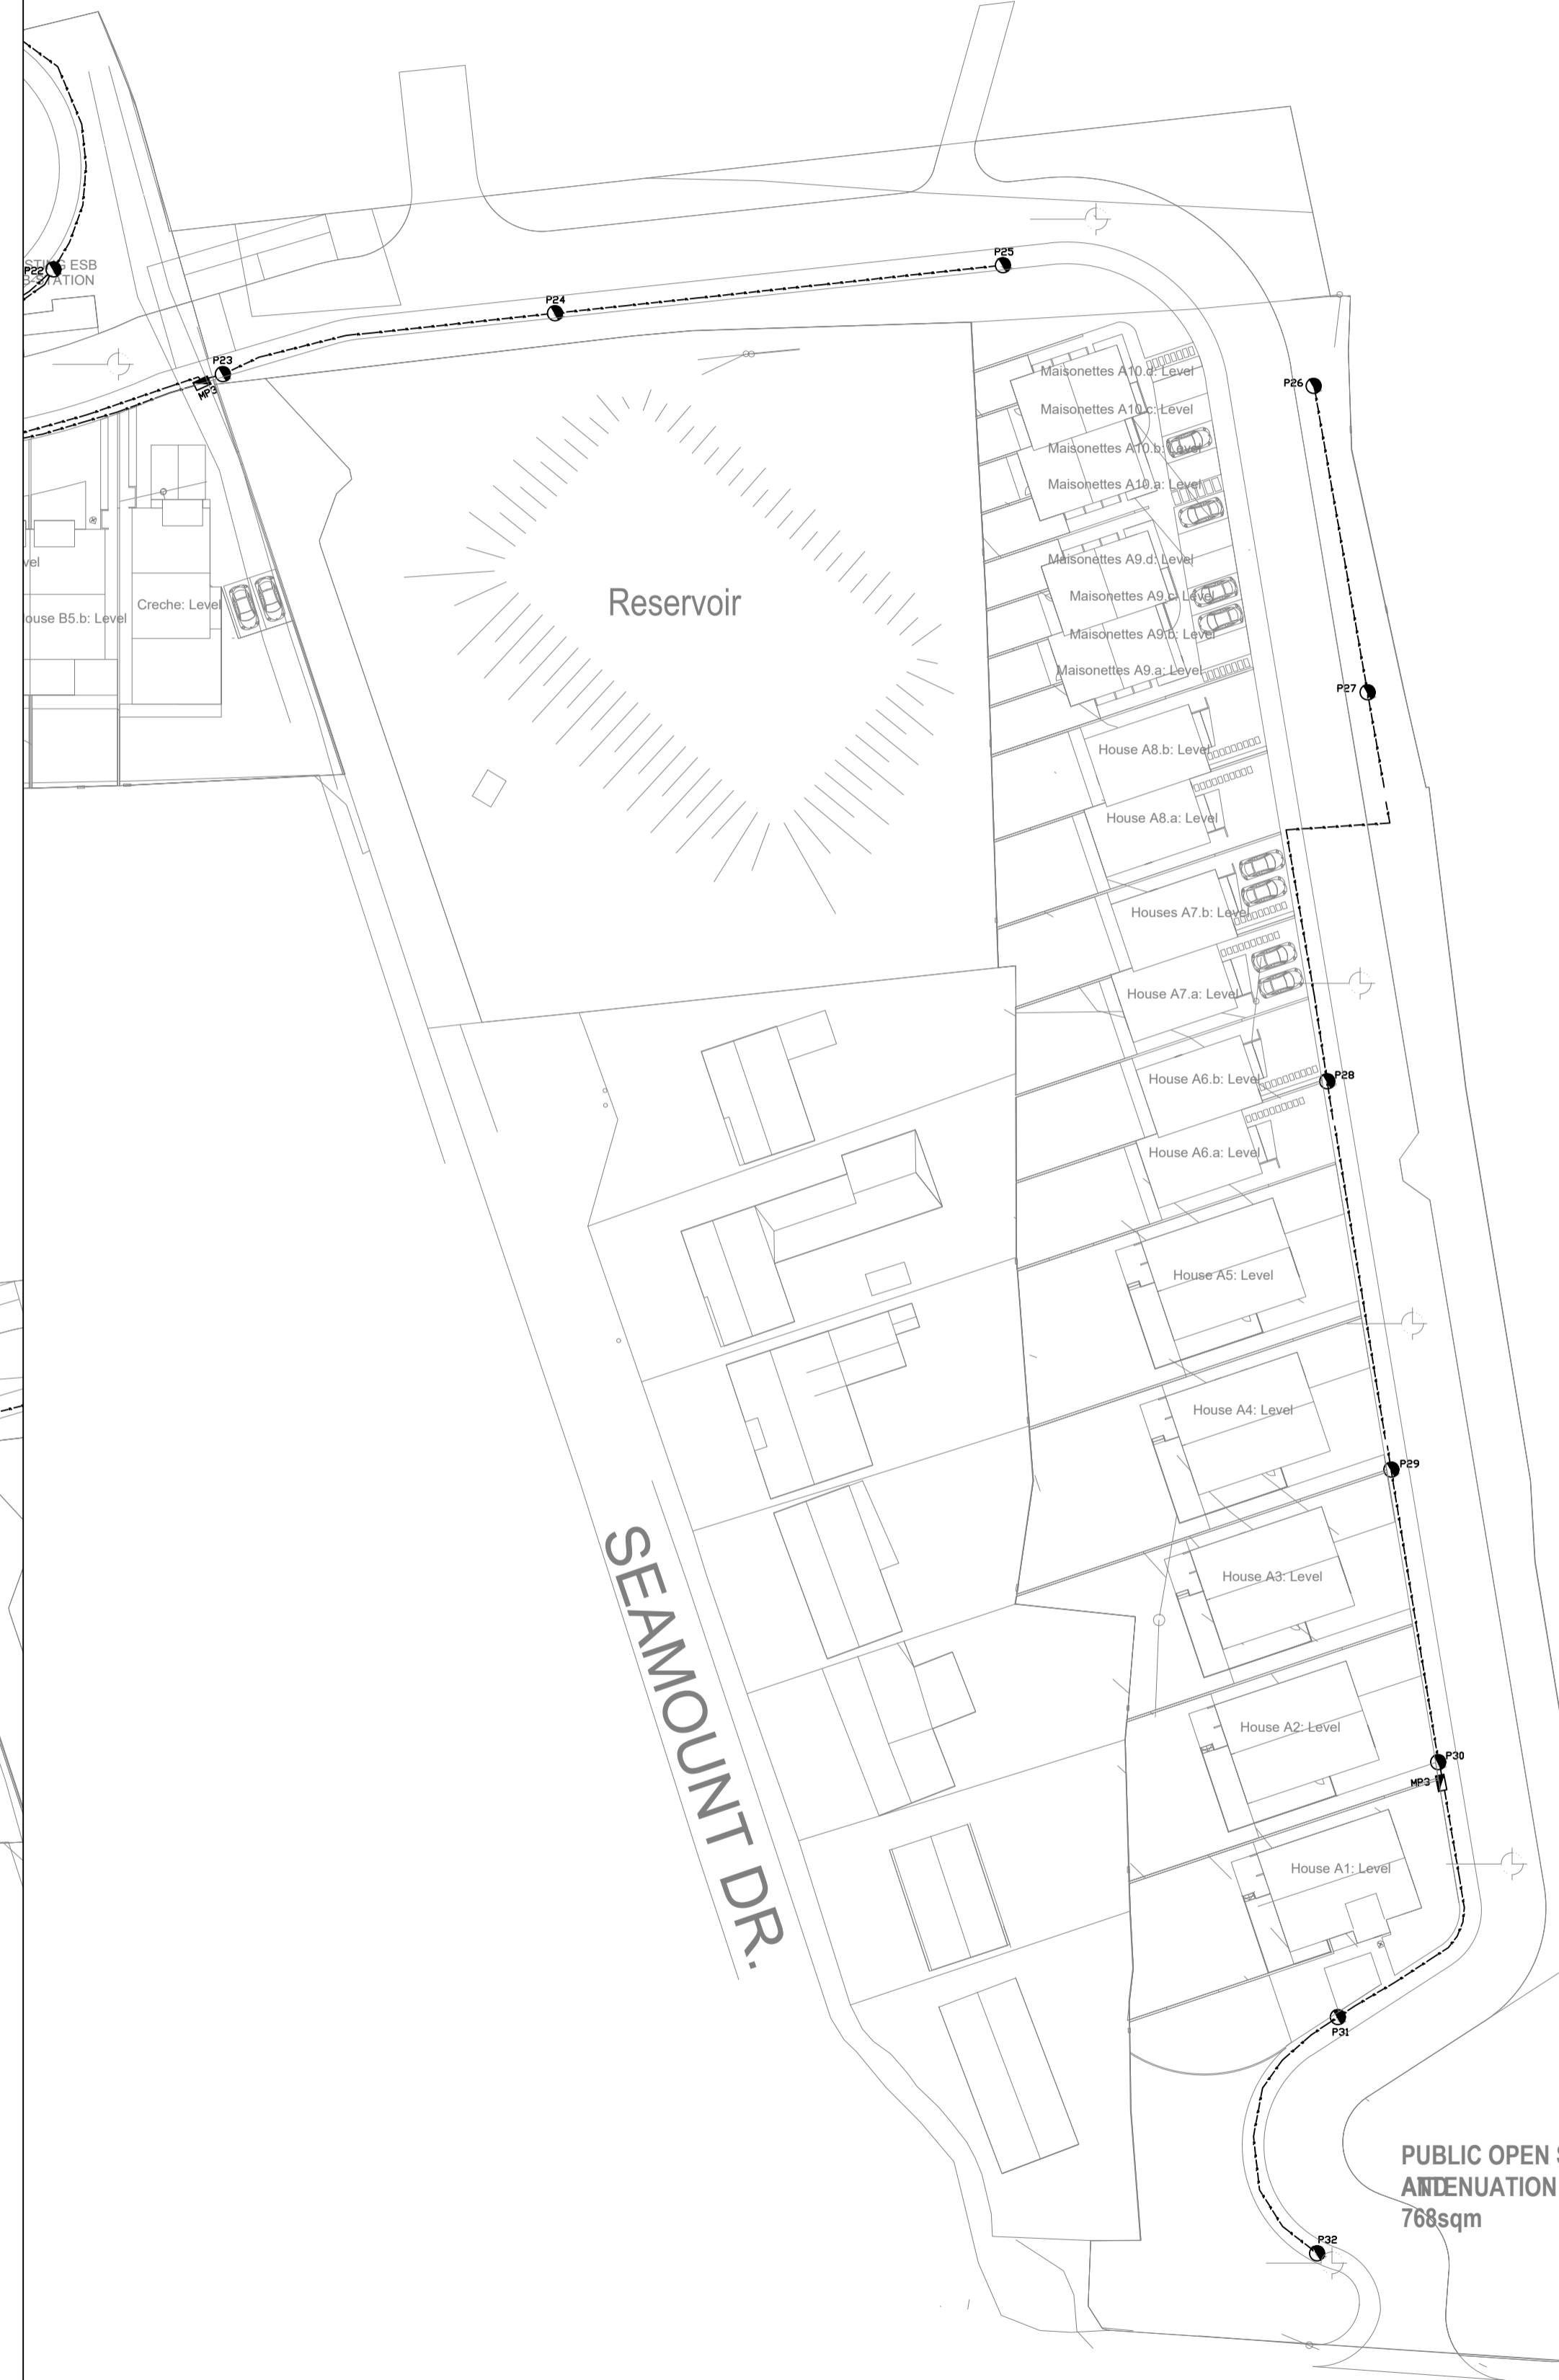 P25
P22
STING ESB
B-STATION
P24
P23
MP3
Maisonettes A10.d: Level
P26
Maisonettes A10.c: Level
Maisonettes A10.b: Level
Maisonettes A10.a: Level
Maisonettes A9.d: Level
vel
Maisonettes A9.c: Level
Reservoir
Creche: Level
ouse B5.b: Level
Maisonettes A9.b: Level
Maisonettes A9.a: Level
P27
House A8.b: Level
House A8.a: Level
Houses A7.b: Level
House A7.a: Level
P28
House A6.b: Level
House A6.a: Level
House A5: Level
House A4: Level
P29
House A3: Level
SEAMOUNT DR.
House A2: Level
P30
MP3
House A1: Level
P31
PUBLIC OPEN S
ATTENUATION
AND
768sqm
P32